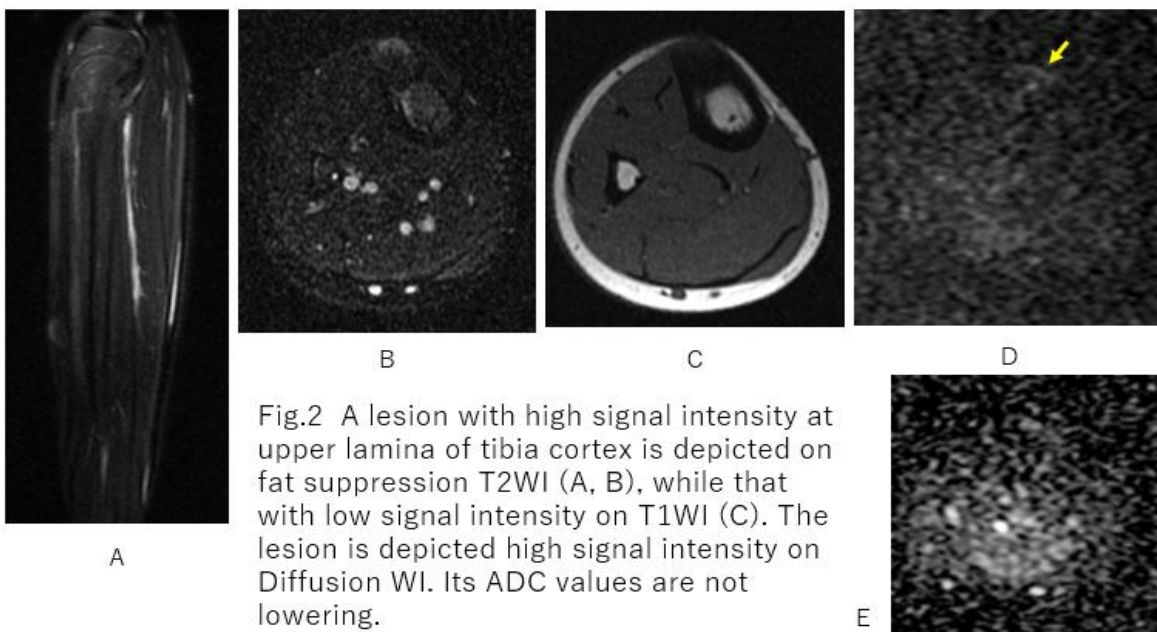 A
B
C
D
Fig.2 A lesion with high signal intensity at
upper lamina of tibia cortex is depicted on
fat suppression T2WI (A, B), while that
with low signal intensity on T1WI (C). The
lesion is depicted high signal intensity on
Diffusion WI. Its ADC values are not
lowering.
E